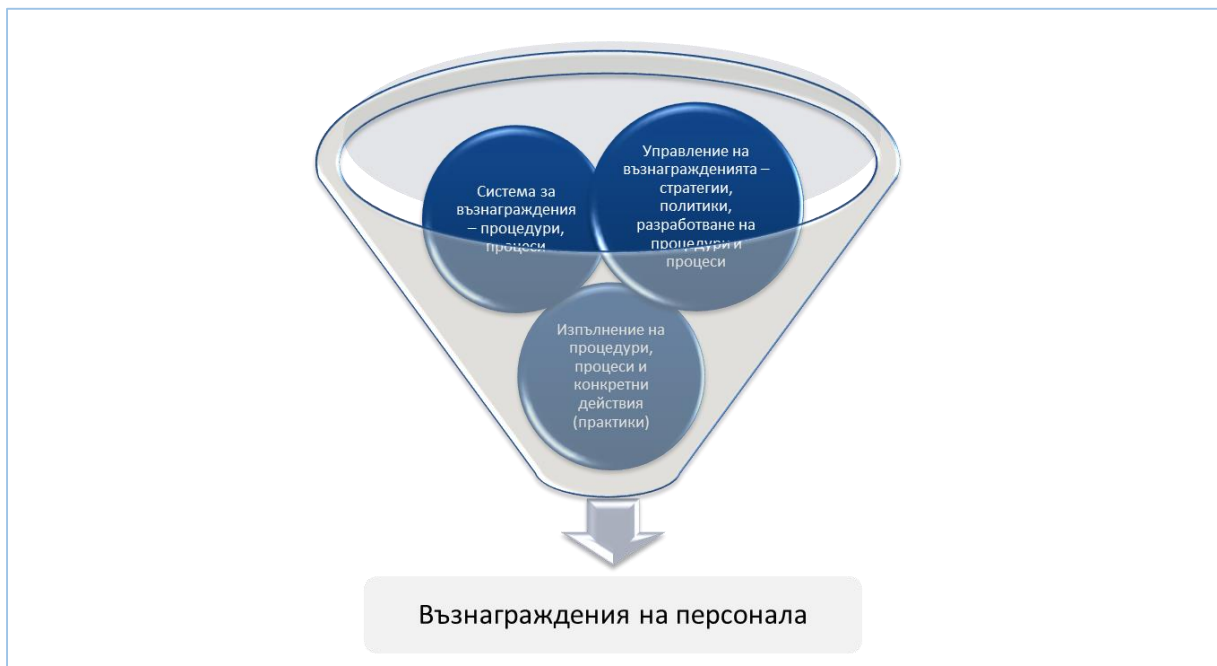 Управление на
възнагражденията –
стратегии,
политики,
разработване на
процедури и
процеси
Система за
възнаграждения
– процедури,
процеси
Изпълнение на
процедури,
процеси и
конкретни
действия
(практики)
Възнаграждения на персонала